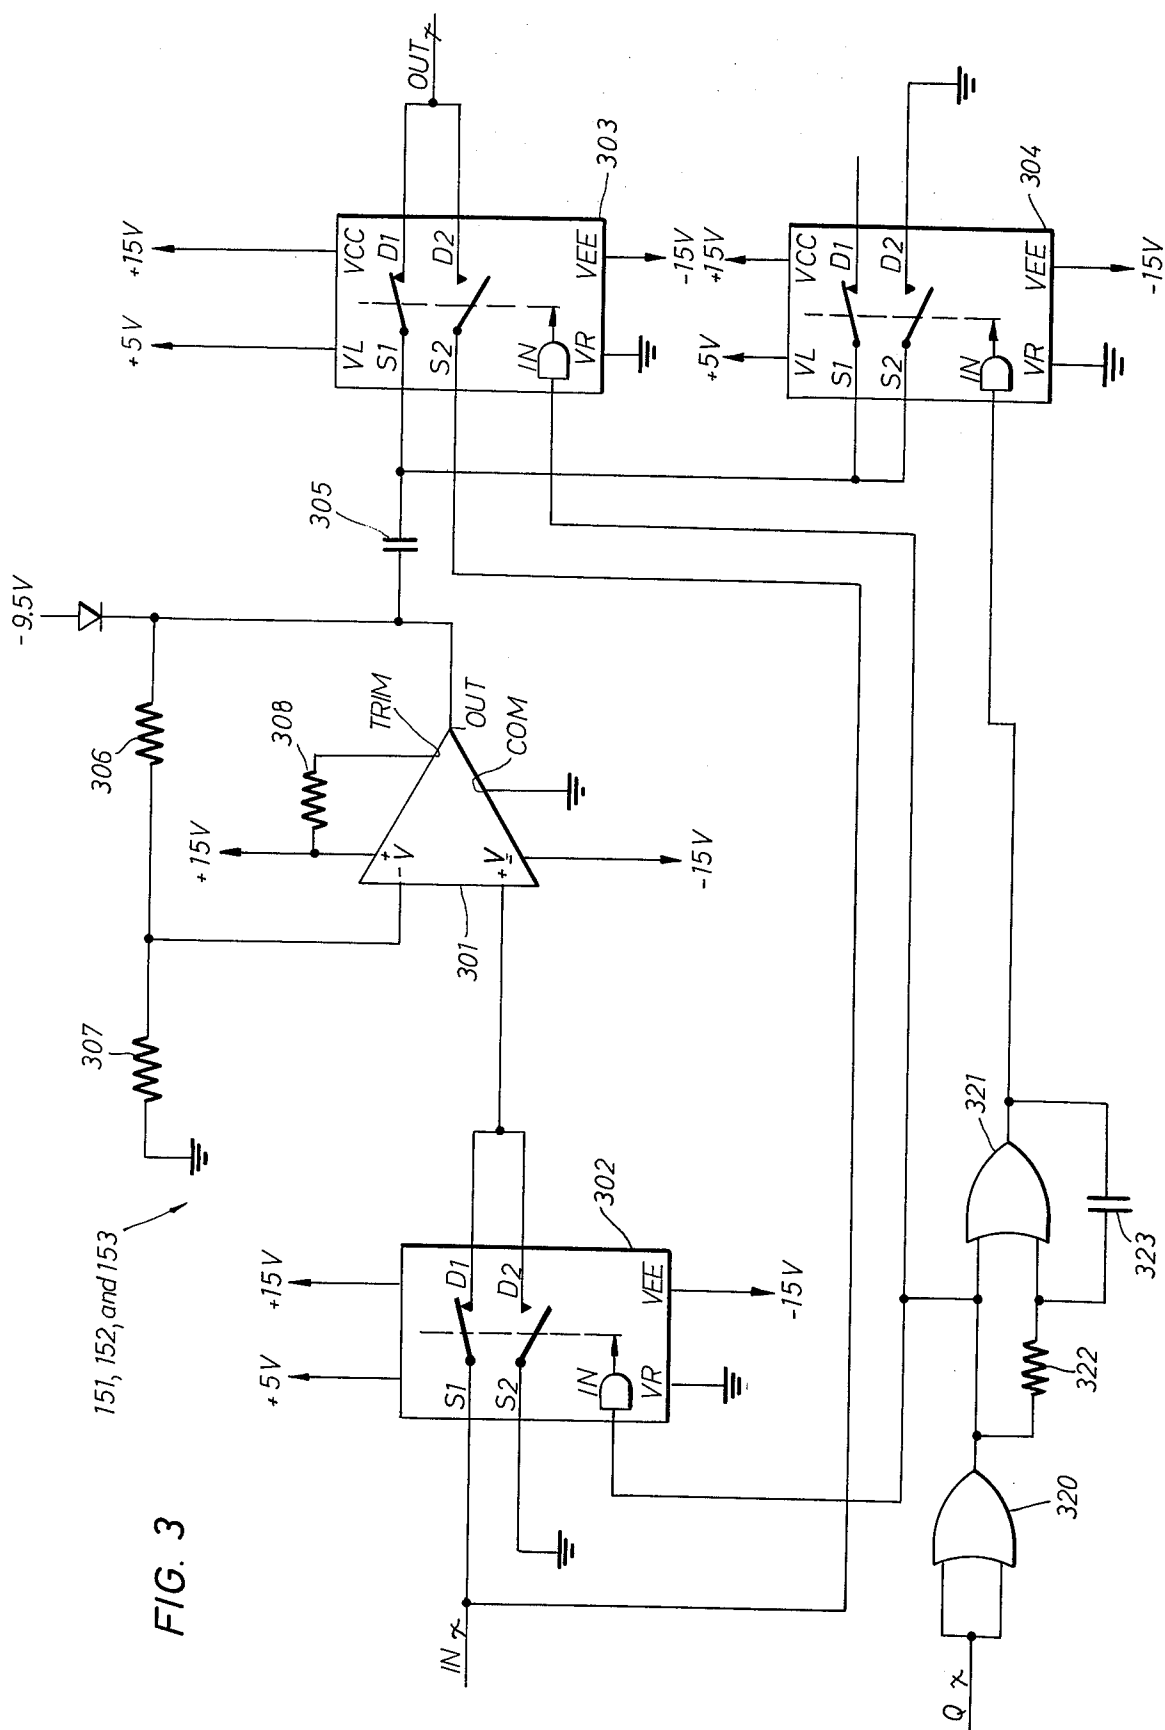 FIG. 3
151, 152, and 153
-9.5V
307
306
305
308
+15V
TRIM
OUT
COM
-
+
V
+
V
=
-15V
301
+5V
+15V
VL
VCC
S1
D1
S2
D2
IN
VR
VEE
-15V
303
OUT x
+5V
+15V
VL
VCC
S1
D1
S2
D2
IN
VR
VEE
-15V
304
+5V
+15V
S1
D1
S2
D2
IN
VR
VEE
-15V
302
IN x
Q x
320
321
322
323